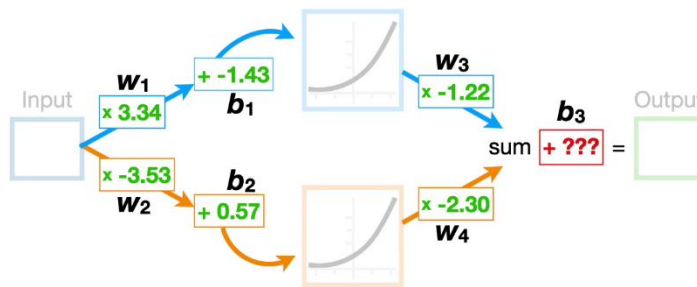 Input
w1
x 3.34
+ -1.43
b1
w3
x -1.22
x -3.53
w2
b2
+ 0.57
x -2.30
w4
sum
b3
+ ???
=
Output